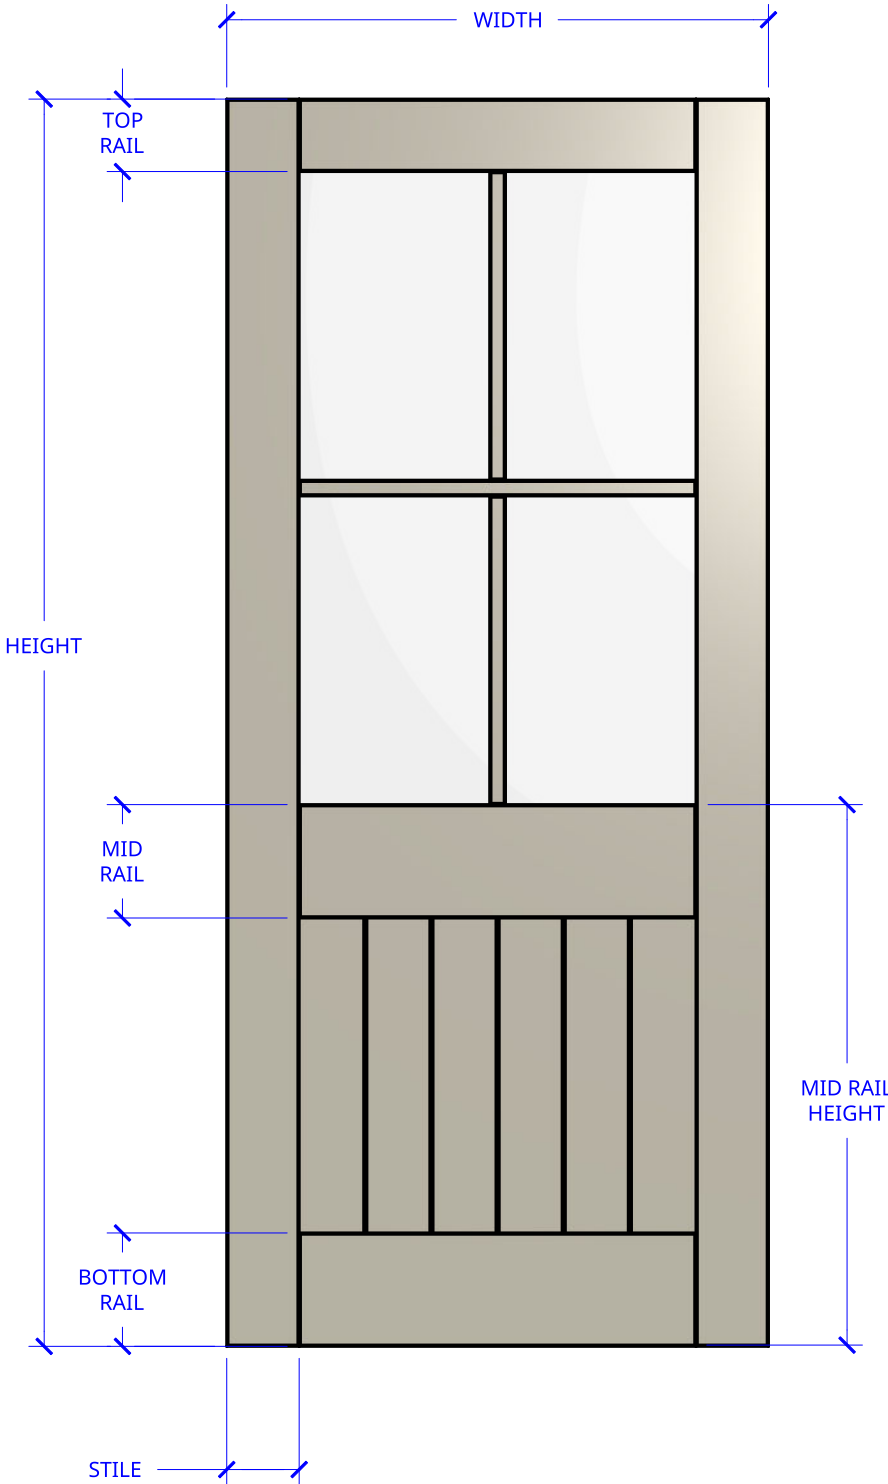 WIDTH
TOP
RAIL
HEIGHT
MID
RAIL
MID RAIL
HEIGHT
BOTTOM
RAIL
STILE